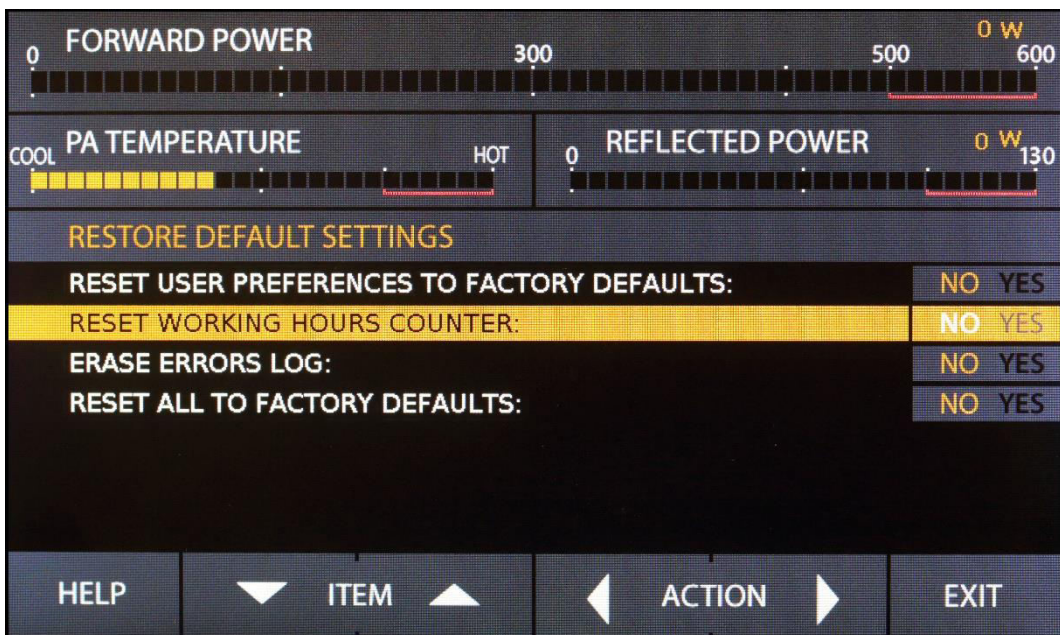 FORWARD POWER 0 W
0 300 500 600
PA TEMPERATURE
COOL HOT
REFLECTED POWER 0 W
0 130
RESTORE DEFAULT SETTINGS
RESET USER PREFERENCES TO FACTORY DEFAULTS: NO YES
RESET WORKING HOURS COUNTER: NO YES
ERASE ERRORS LOG: NO YES
RESET ALL TO FACTORY DEFAULTS: NO YES
HELP ITEM ACTION EXIT